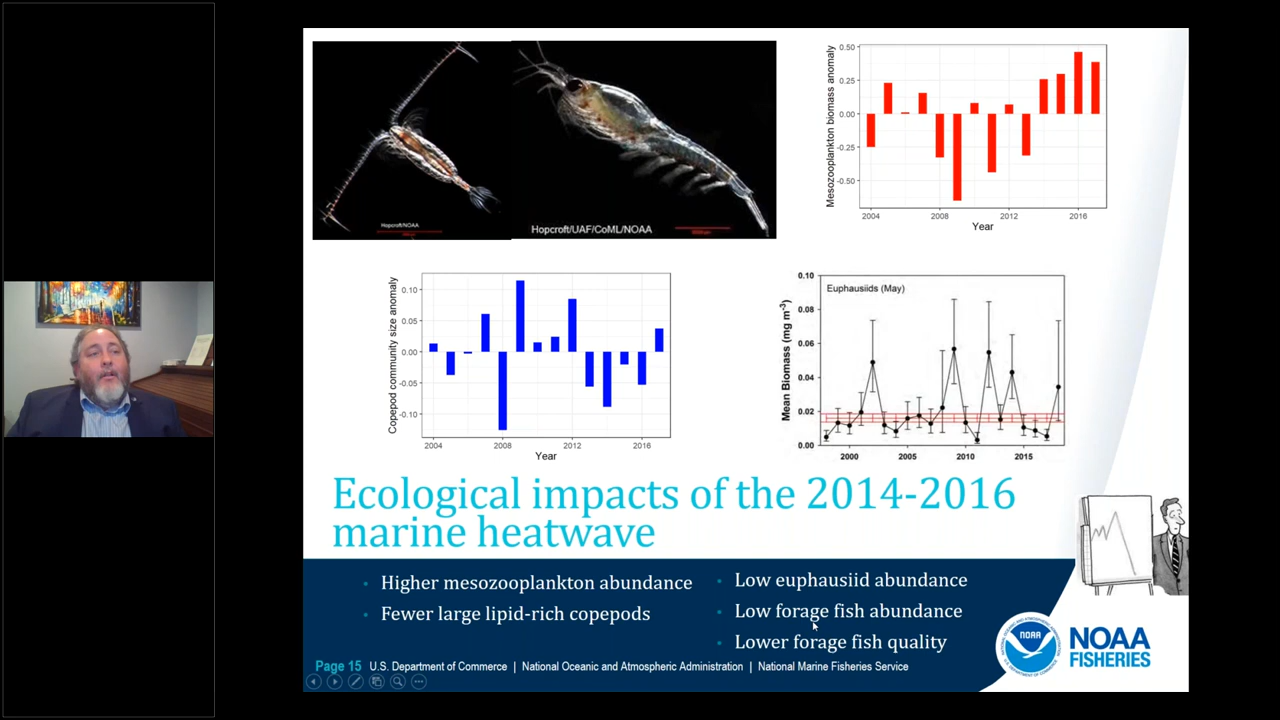 Hopcroft/NOAA
Hopcroft/UAF/CoML/NOAA
Mesozooplankton biomass anomaly
0.50
0.25
0.00
-0.25
-0.50
2004
2008
2012
2016
Year
Copepod community size anomaly
0.10
0.05
0.00
-0.05
-0.10
2004
2008
2012
2016
Year
Euphausiids (May)
Mean Biomass (mg m⁻³)
0.10
0.08
0.06
0.04
0.02
0.00
2000
2005
2010
2015
Ecological impacts of the 2014-2016
marine heatwave
Higher mesozooplankton abundance
Fewer large lipid-rich copepods
Low euphausiid abundance
Low forage fish abundance
Lower forage fish quality
NOAA
NOAA
FISHERIES
Page 15 U.S. Department of Commerce | National Oceanic and Atmospheric Administration | National Marine Fisheries Service